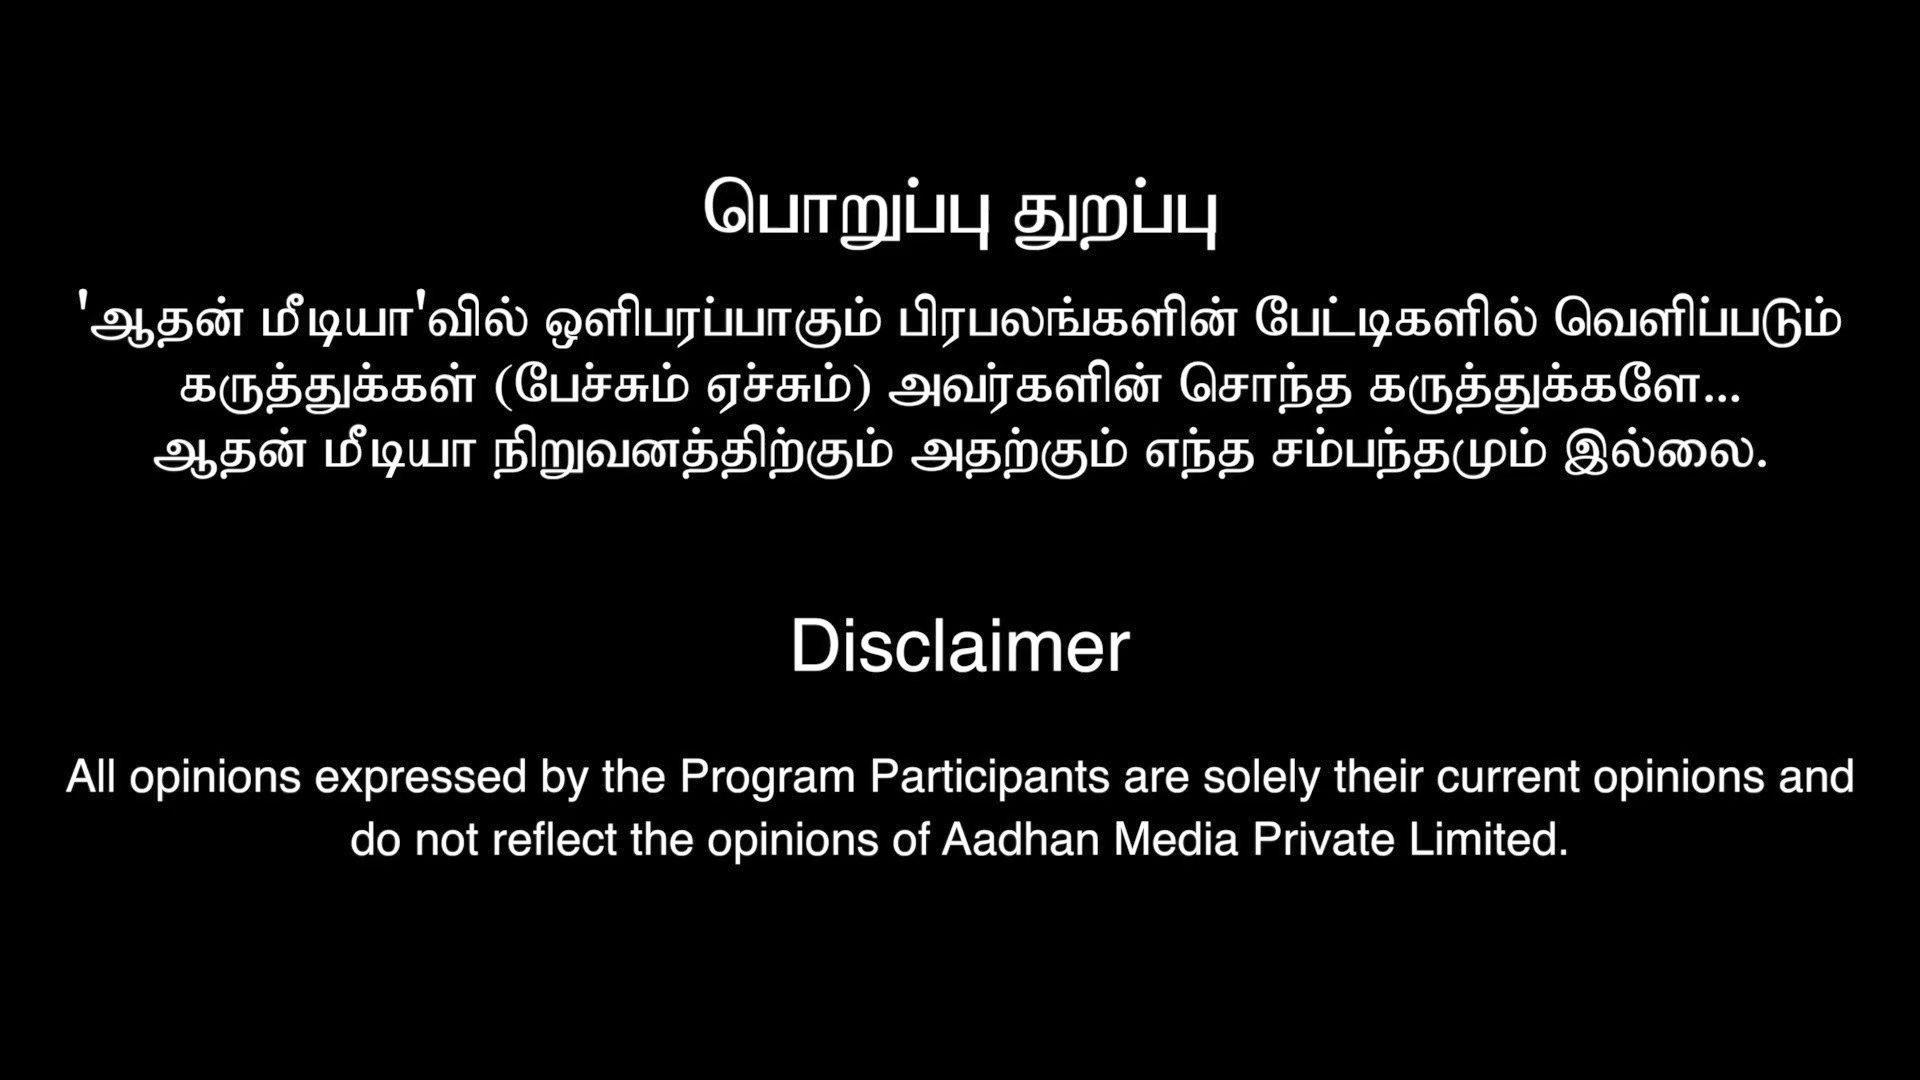 பொறுப்பு துறப்பு
'ஆதன் மீடியா'வில் ஒளிபரப்பாகும் பிரபலங்களின் பேட்டிகளில் வெளிப்படும்
கருத்துக்கள் (பேச்சும் ஏச்சும்) அவர்களின் சொந்த கருத்துக்களே...
ஆதன் மீடியா நிறுவனத்திற்கும் அதற்கும் எந்த சம்பந்தமும் இல்லை.
Disclaimer
All opinions expressed by the Program Participants are solely their current opinions and
do not reflect the opinions of Aadhan Media Private Limited.